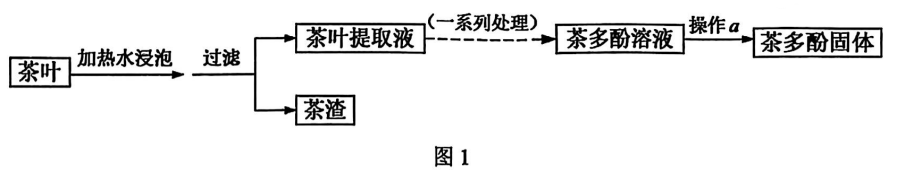 茶叶
加热水浸泡
过滤
茶叶提取液
(一系列处理)
茶多酚溶液
操作a
茶多酚固体
茶渣
图1